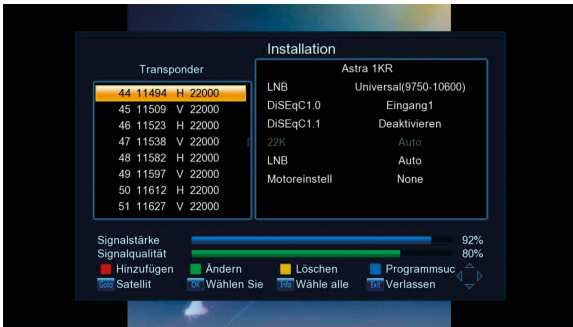 Installation
Transponder
44 11494 H 22000
45 11509 V 22000
46 11523 H 22000
47 11538 V 22000
48 11582 H 22000
49 11597 V 22000
50 11612 H 22000
51 11627 V 22000
Astra 1KR
LNB Universal(9750-10600)
DiSEqC1.0 Eingang1
DiSEqC1.1 Deaktivieren
22K Auto
LNB Auto
Motoreinstell None
Signalstärke 92%
Signalqualität 80%
Hinzufügen Ändern Löschen Programmsuc
Goto Satellit OK Wählen Sie Info Wähle alle Exit Verlassen